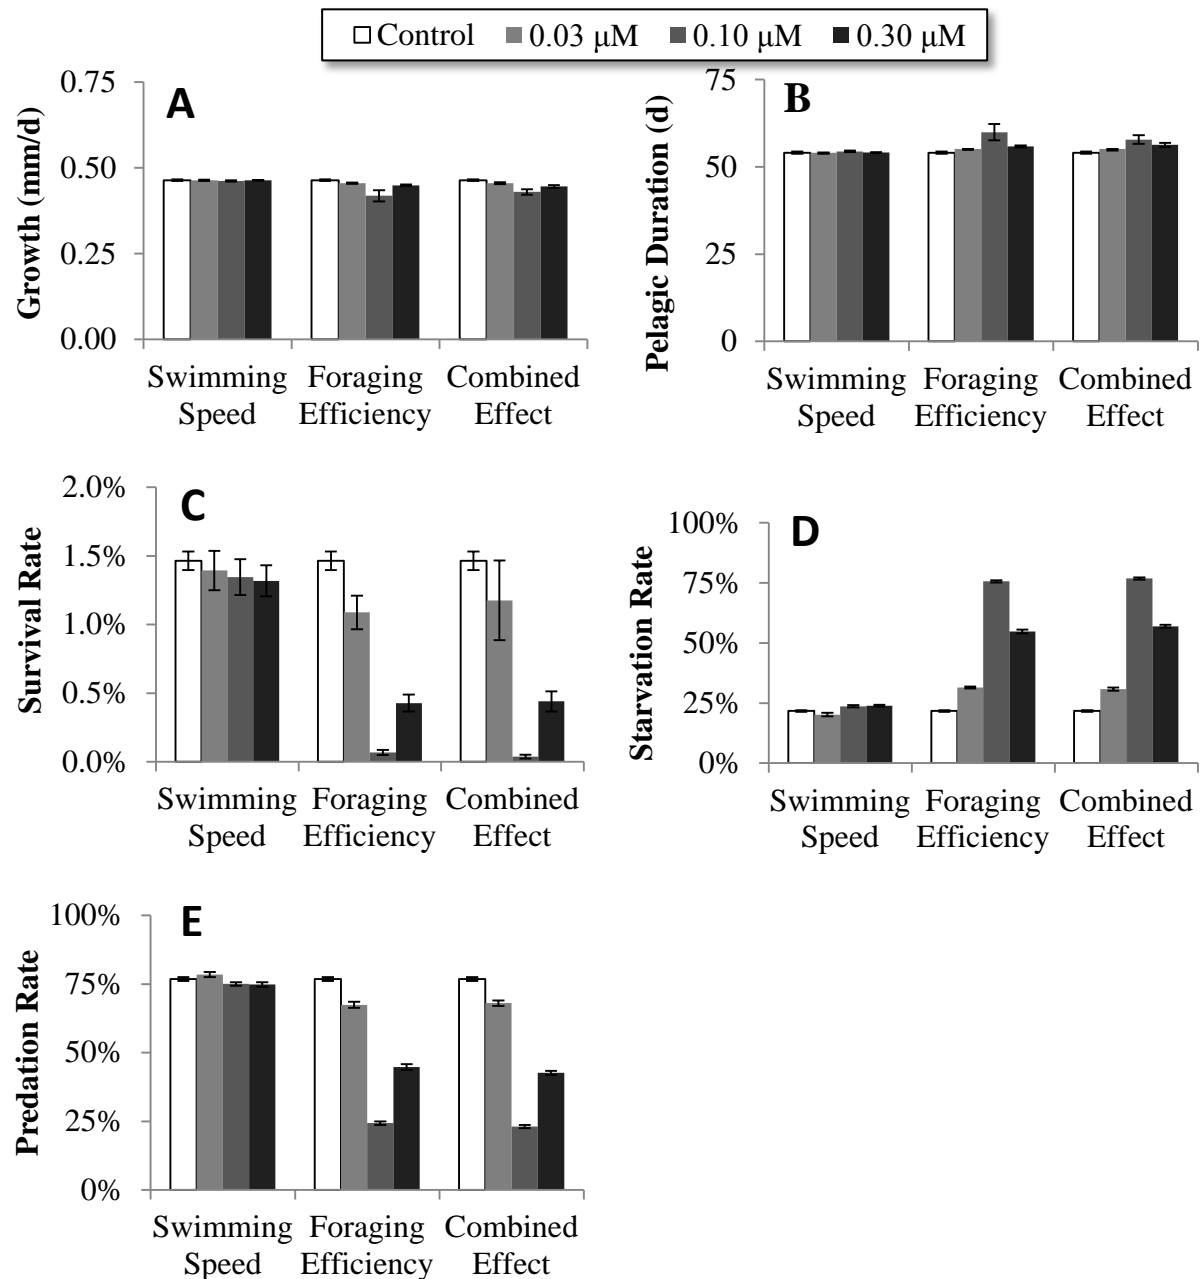 Control 0.03 μM 0.10 μM 0.30 μM
A
Growth (mm/d)
0.75
0.50
0.25
0.00
Swimming Speed
Foraging Efficiency
Combined Effect
B
Pelagic Duration (d)
75
50
25
0
Swimming Speed
Foraging Efficiency
Combined Effect
C
Survival Rate
2.0%
1.5%
1.0%
0.5%
0.0%
Swimming Speed
Foraging Efficiency
Combined Effect
D
Starvation Rate
100%
75%
50%
25%
0%
Swimming Speed
Foraging Efficiency
Combined Effect
E
Predation Rate
100%
75%
50%
25%
0%
Swimming Speed
Foraging Efficiency
Combined Effect